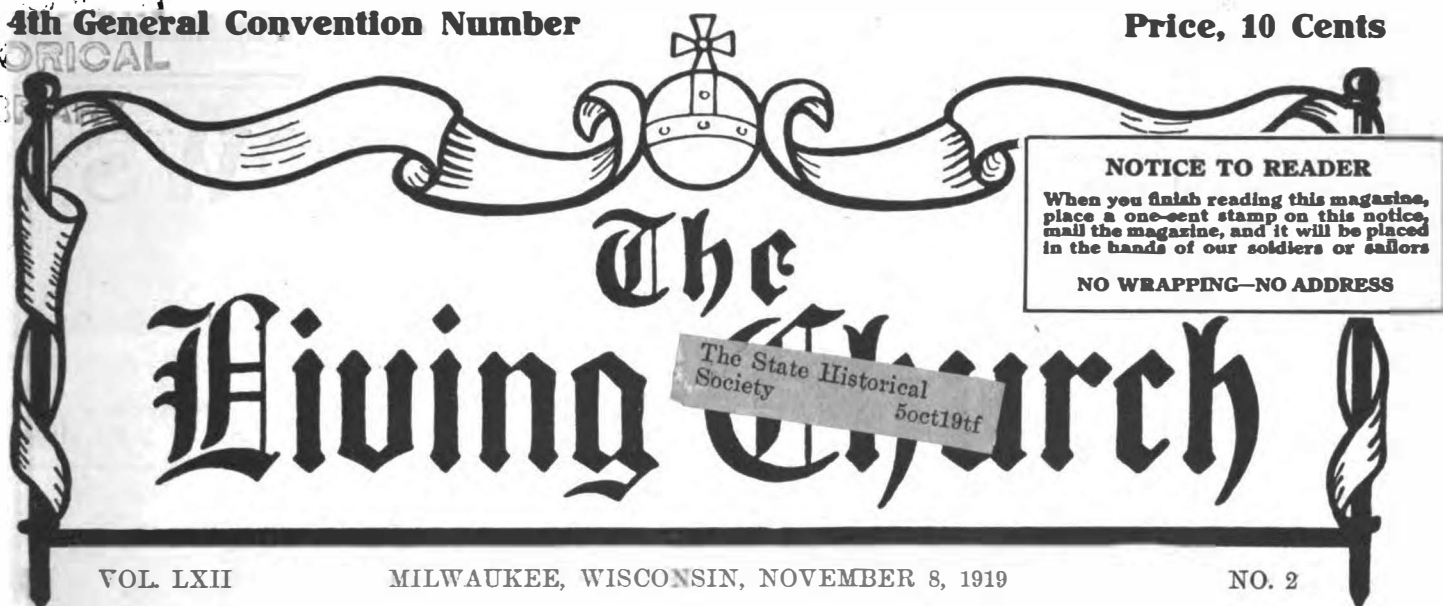 4th General Convention Number
Price, 10 Cents
ORICAL
NOTICE TO READER
When you finish reading this magazine,
place a one-cent stamp on this notice,
mail the magazine, and it will be placed
in the hands of our soldiers or sailors
NO WRAPPING—NO ADDRESS
The
Living Church
The State Historical
Society
5oct19tf
VOL. LXII
MILWAUKEE, WISCONSIN, NOVEMBER 8, 1919
NO. 2